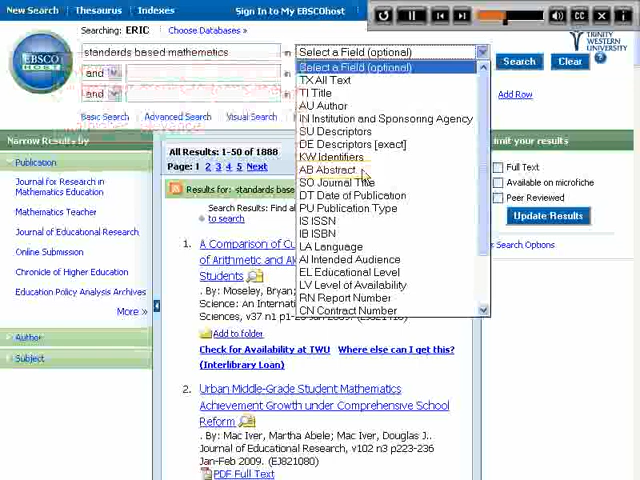 New Search Thesaurus Indexes Sign In to My EBSCOhost
Searching: ERIC Choose Databases »
TRINITY
WESTERN
UNIVERSITY
EBSCO
HOST
standards based mathematics in Select a Field (optional) Search Clear
and
and
Add Row
Basic Search Advanced Search Visual Search
Select a Field (optional)
TX All Text
TI Title
AU Author
IN Institution and Sponsoring Agency
SU Descriptors
DE Descriptors [exact]
KW Identifiers
AB Abstract
SO Journal Title
DT Date of Publication
PU Publication Type
IS ISSN
IB ISBN
LA Language
AI Intended Audience
EL Educational Level
LV Level of Availability
RN Report Number
CN Contract Number
Narrow Results by
Publication
Journal for Research in
Mathematics Education
Mathematics Teacher
Journal of Educational Research
Online Submission
Chronicle of Higher Education
Education Policy Analysis Archives
More »
Author
Subject
All Results: 1-50 of 1888
Page: 1 2 3 4 5 Next
Results for: standards base
to search
1. A Comparison of Cu
of Arithmetic and Al
Students
. By: Moseley, Bryan;
Science: An Internati
Science, v37 n1 p1-2
Add to folder
Check for Availability at TWU Where else can I get this?
(Interlibrary Loan)
2. Urban Middle-Grade Student Mathematics
Achievement Growth under Comprehensive School
Reform
. By: Mac Iver, Martha Abele; Mac Iver, Douglas J..
Journal of Educational Research, v102 n3 p223-236
Jan-Feb 2009. (EJ821080)
PDF Full Text
imit your results
Full Text
Available on microfiche
Peer Reviewed
Update Results
Search Options